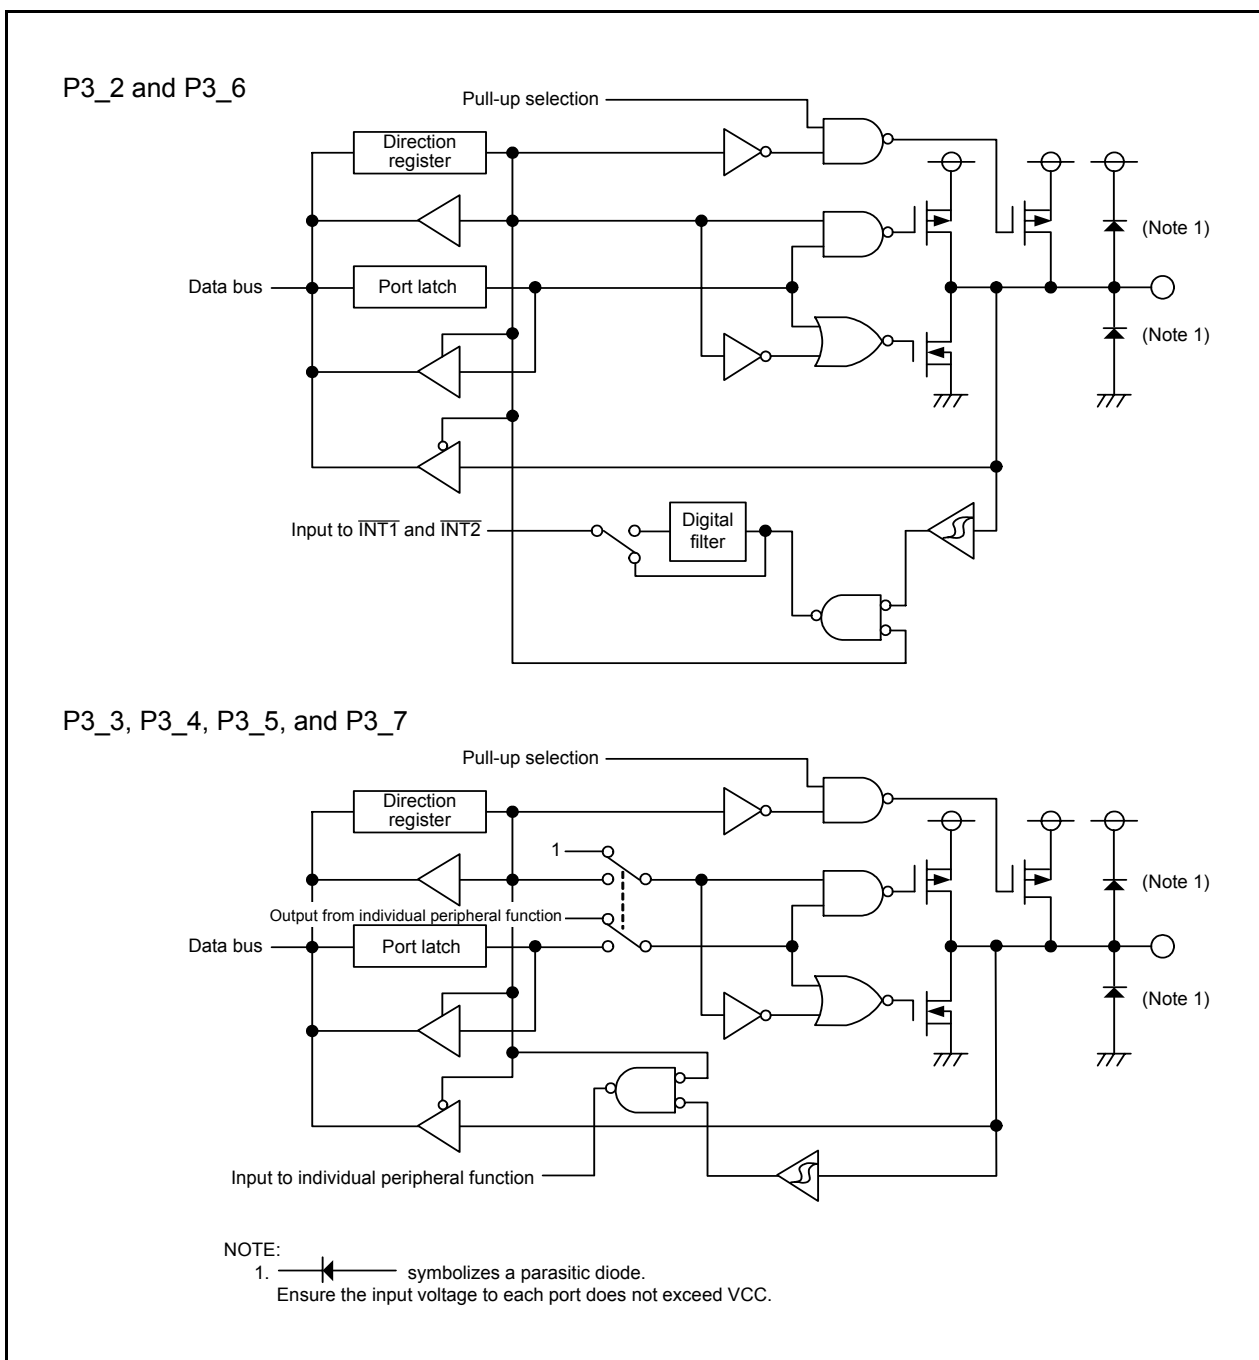 P3_2 and P3_6
Pull-up selection
Direction
register
(Note 1)
Data bus
Port latch
(Note 1)
Input to INT1 and INT2
Digital
filter
P3_3, P3_4, P3_5, and P3_7
Pull-up selection
Direction
register
1
(Note 1)
Output from individual peripheral function
Data bus
Port latch
(Note 1)
Input to individual peripheral function
NOTE:
1. symbolizes a parasitic diode.
Ensure the input voltage to each port does not exceed VCC.